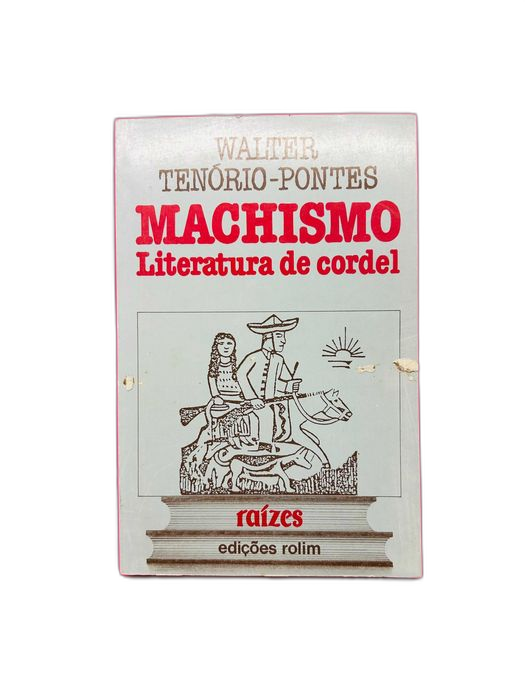 WALTER
TENÓRIO-PONTES
MACHISMO
Literatura de cordel
raízes
edições rolim